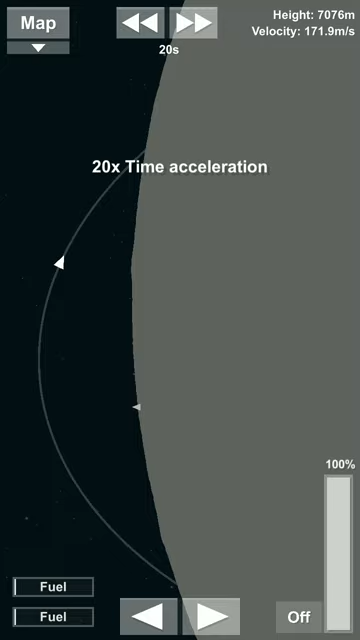 Map
Height: 7076m
Velocity: 171.9m/s
20s
20x Time acceleration
100%
Fuel
Fuel
Off